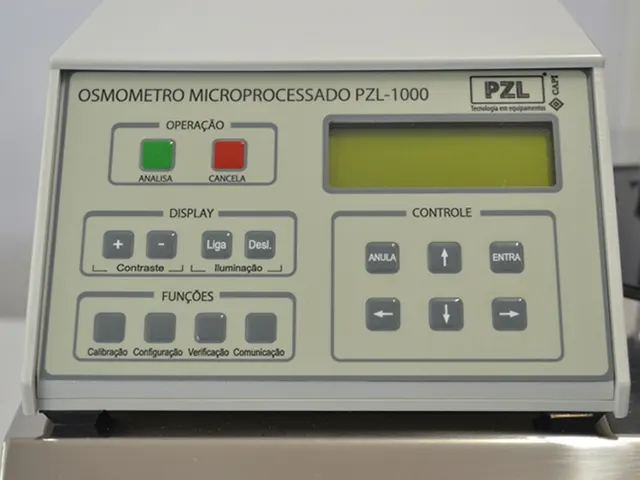 OSMOMETRO MICROPROCESSADO PZL-1000
PZL
Tecnologia em equipamentos
CAPI
OPERAÇÃO
ANALISA
CANCELA
DISPLAY
+
-
Liga
Desl.
Contraste
Iluminação
FUNÇÕES
Calibração
Configuração
Verificação
Comunicação
CONTROLE
ANULA
↑
ENTRA
←
↓
→